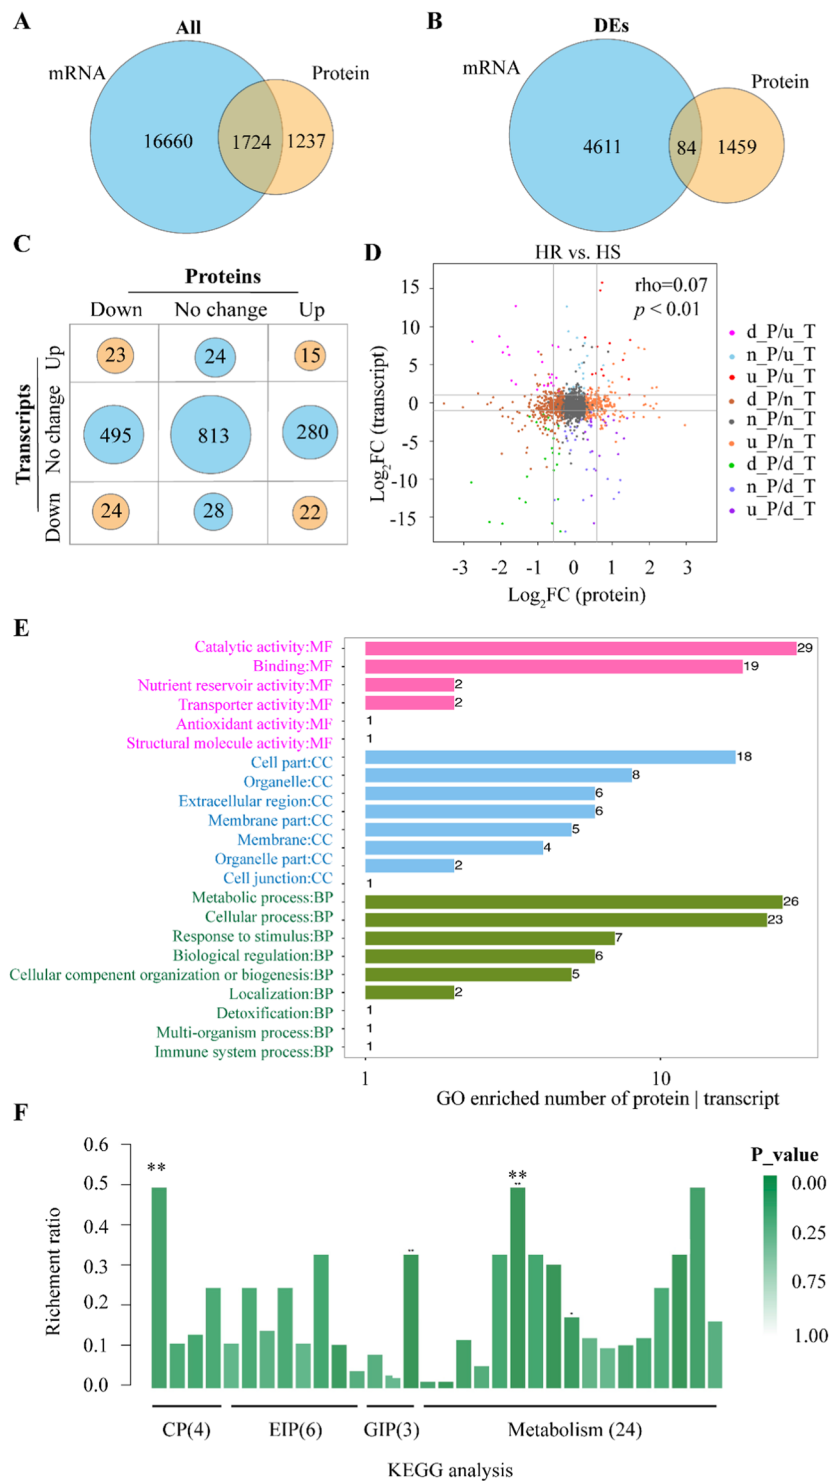 A
All
mRNA
Protein
16660
1724
1237
B
DEs
mRNA
Protein
4611
84
1459
C
Proteins
Down No change Up
Transcripts
Up
No change
Down
23 24 15
495 813 280
24 28 22
D
HR vs. HS
rho=0.07
p < 0.01
Log2FC (transcript)
15
10
5
0
-5
-10
-15
-3 -2 -1 0 1 2 3
Log2FC (protein)
d_P/u_T
n_P/u_T
u_P/u_T
d_P/n_T
n_P/n_T
u_P/n_T
d_P/d_T
n_P/d_T
u_P/d_T
E
Catalytic activity:MF 29
Binding:MF 19
Nutrient reservoir activity:MF 2
Transporter activity:MF 2
Antioxidant activity:MF 1
Structural molecule activity:MF 1
Cell part:CC 18
Organelle:CC 8
Extracellular region:CC 6
Membrane part:CC 6
Membrane:CC 5
Organelle part:CC 4
Cell junction:CC 2
1
Metabolic process:BP 26
Cellular process:BP 23
Response to stimulus:BP 7
Biological regulation:BP 6
Cellular compenent organization or biogenesis:BP 5
Localization:BP 2
Detoxification:BP 1
Multi-organism process:BP 1
Immune system process:BP 1
1 10
GO enriched number of protein | transcript
F
Richement ratio
0.6
0.5
0.4
0.3
0.2
0.1
0.0
**
**
P_value
0.00
0.25
0.75
1.00
CP(4) EIP(6) GIP(3) Metabolism (24)
KEGG analysis